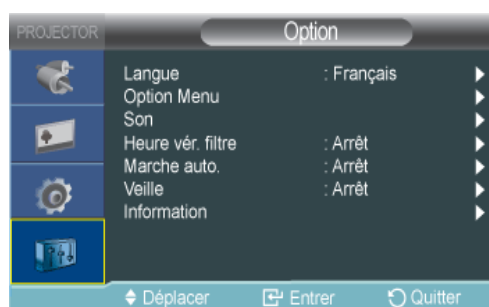 PROJECTOR
Option
Langue : Français
Option Menu
Son
Heure vér. filtre : Arrêt
Marche auto. : Arrêt
Veille : Arrêt
Information
Déplacer Entrer Quitter